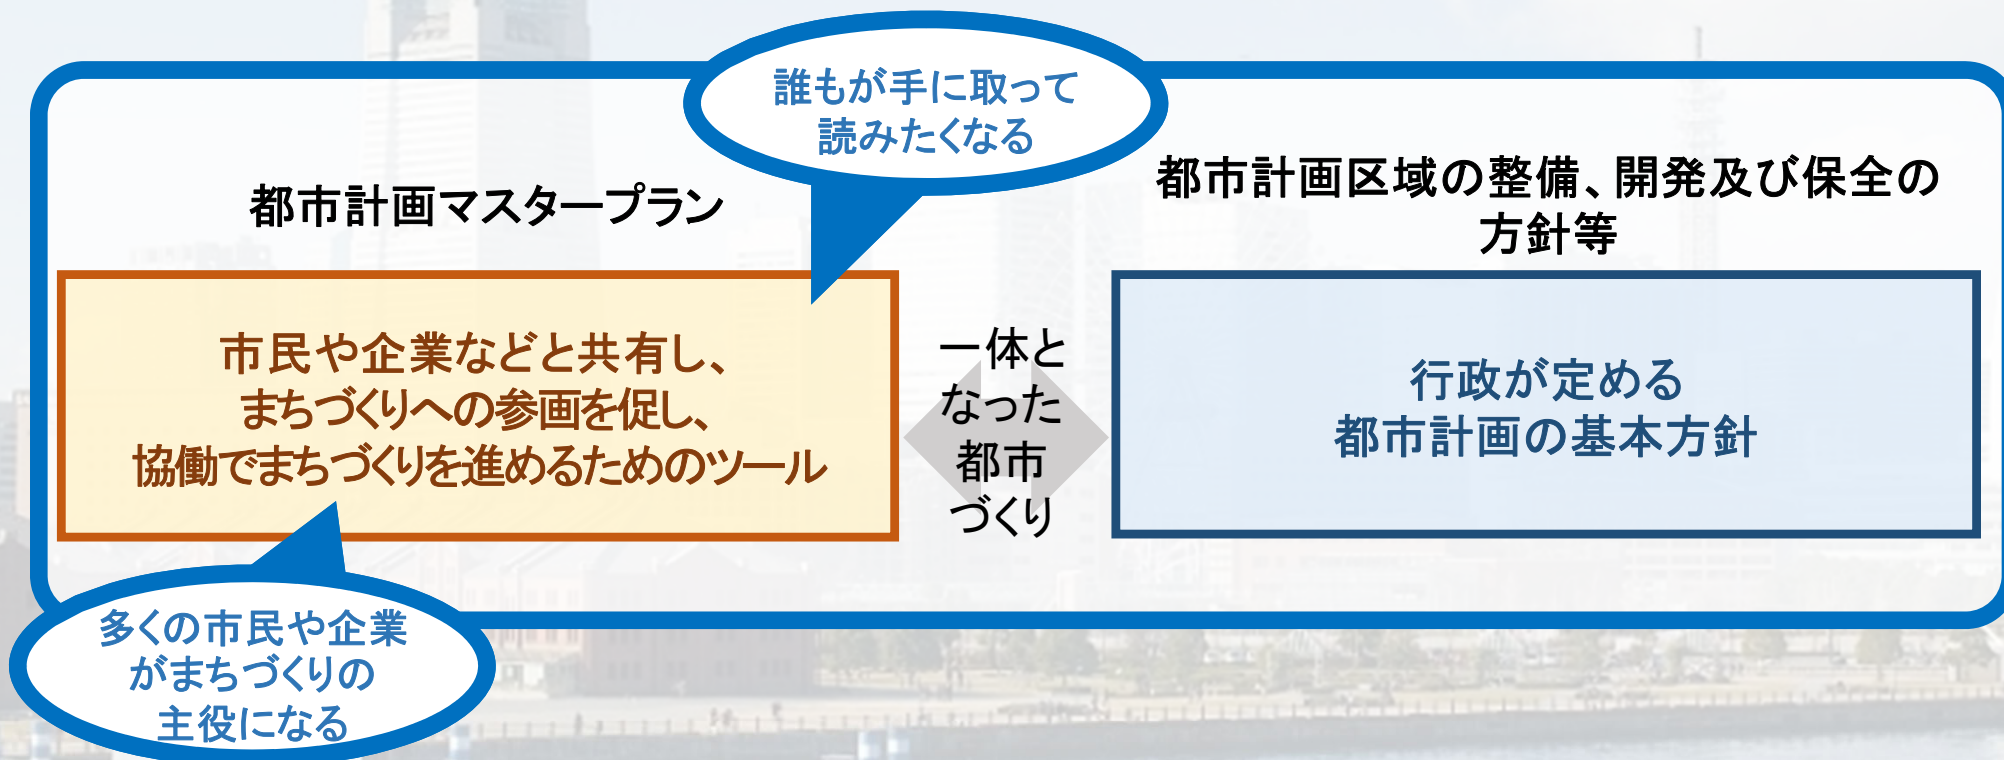 誰もが手に取って
読みたくなる
都市計画マスタープラン
都市計画区域の整備、開発及び保全の
方針等
市民や企業などと共有し、
まちづくりへの参画を促し、
協働でまちづくりを進めるためのツール
一体と
なった
都市
づくり
行政が定める
都市計画の基本方針
多くの市民や企業
がまちづくりの
主役になる